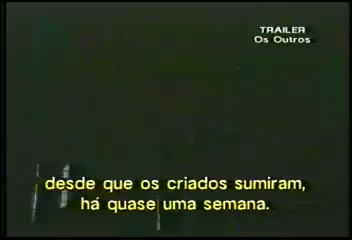 TRAILER
Os Outros
desde que os criados sumiram,
há quase uma semana.